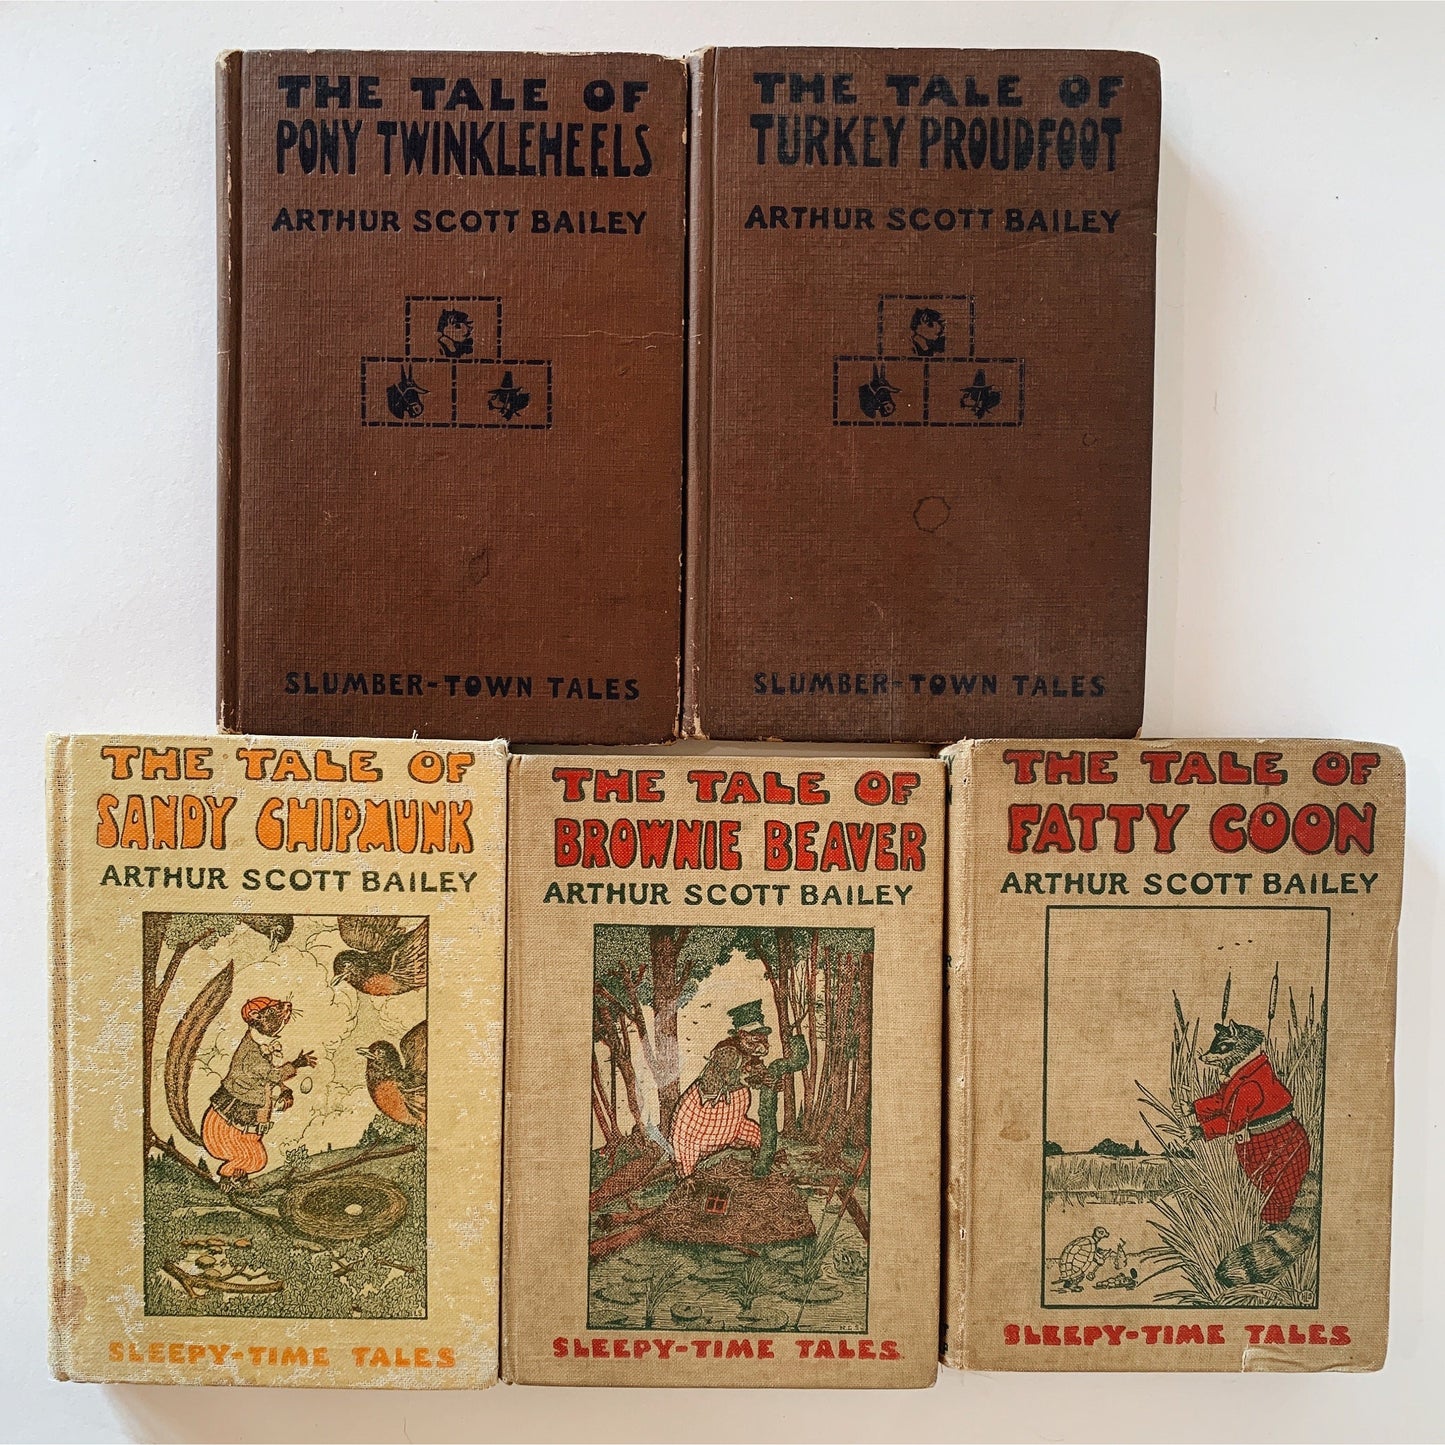 THE TALE OF
PONY TWINKLEHEELS
ARTHUR SCOTT BAILEY
SLUMBER-TOWN TALES
THE TALE OF
TURKEY PROUDFOOT
ARTHUR SCOTT BAILEY
SLUMBER-TOWN TALES
THE TALE OF
SANDY CHIPMUNK
ARTHUR SCOTT BAILEY
SLEEPY-TIME TALES
THE TALE OF
BROWNIE BEAVER
ARTHUR SCOTT BAILEY
SLEEPY-TIME TALES
THE TALE OF
FATTY COON
ARTHUR SCOTT BAILEY
SLEEPY-TIME TALES